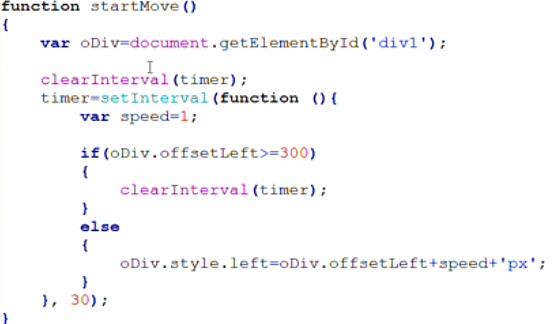 function startMove()
{
    var oDiv=document.getElementById('div1');

    clearInterval(timer);
    timer=setInterval(function (){
        var speed=1;

        if(oDiv.offsetLeft>=300)
        {
            clearInterval(timer);
        }
        else
        {
            oDiv.style.left=oDiv.offsetLeft+speed+'px';
        }
    }, 30);
}